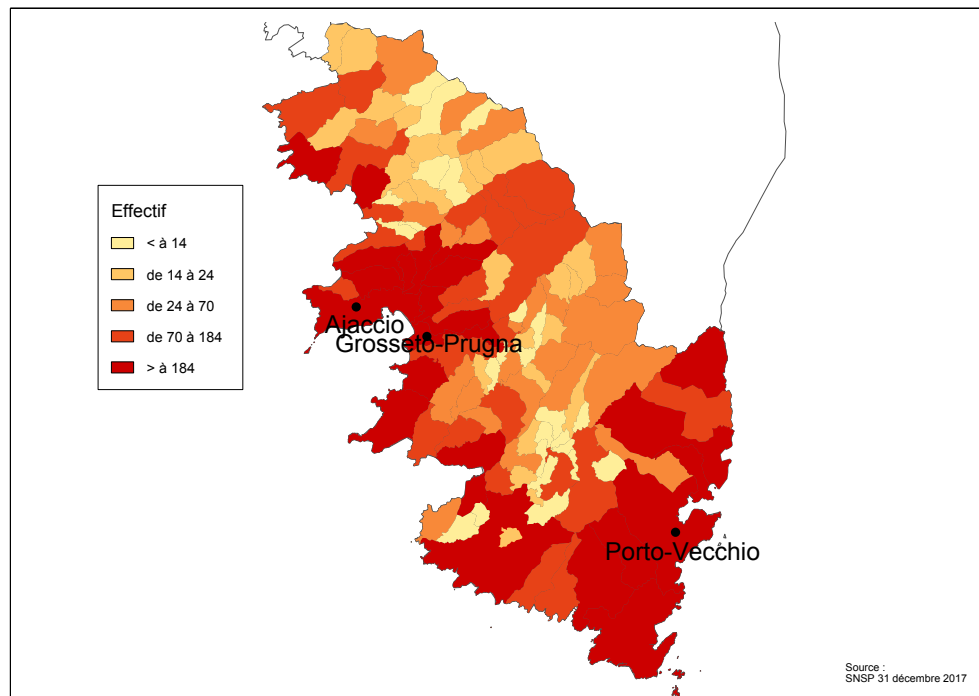 Effectif
< à 14
de 14 à 24
de 24 à 70
de 70 à 184
> à 184
Ajaccio
Grosseto-Prugna
Porto-Vecchio
Source :
SNSP 31 décembre 2017